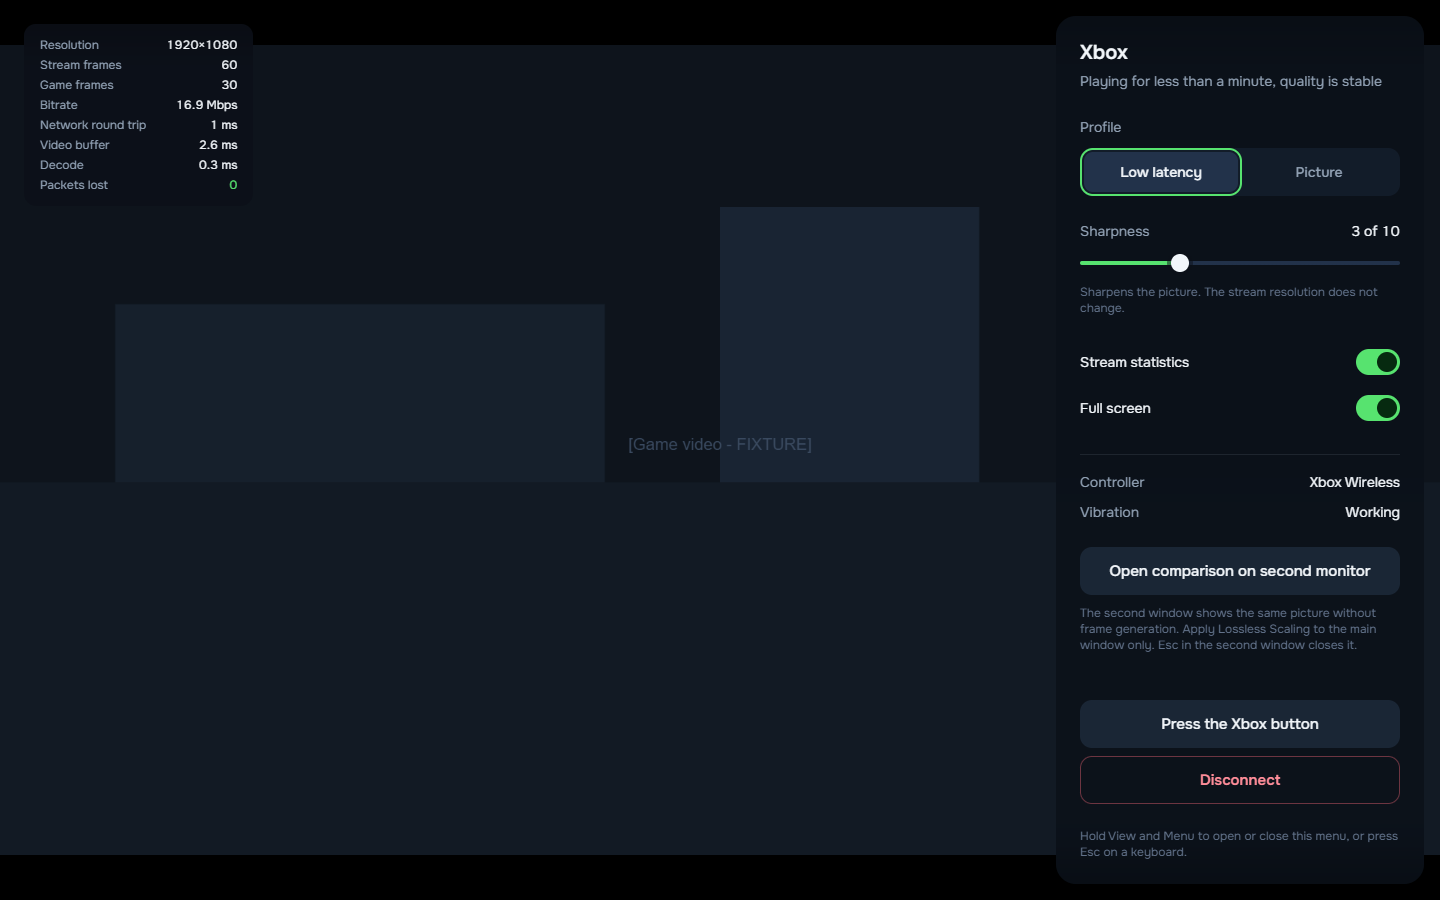 Resolution 1920×1080
Stream frames 60
Game frames 30
Bitrate 16.9 Mbps
Network round trip 1 ms
Video buffer 2.6 ms
Decode 0.3 ms
Packets lost 0
[Game video - FIXTURE]
Xbox
Playing for less than a minute, quality is stable
Profile
Low latency Picture
Sharpness 3 of 10
Sharpens the picture. The stream resolution does not
change.
Stream statistics
Full screen
Controller Xbox Wireless
Vibration Working
Open comparison on second monitor
The second window shows the same picture without
frame generation. Apply Lossless Scaling to the main
window only. Esc in the second window closes it.
Press the Xbox button
Disconnect
Hold View and Menu to open or close this menu, or press
Esc on a keyboard.